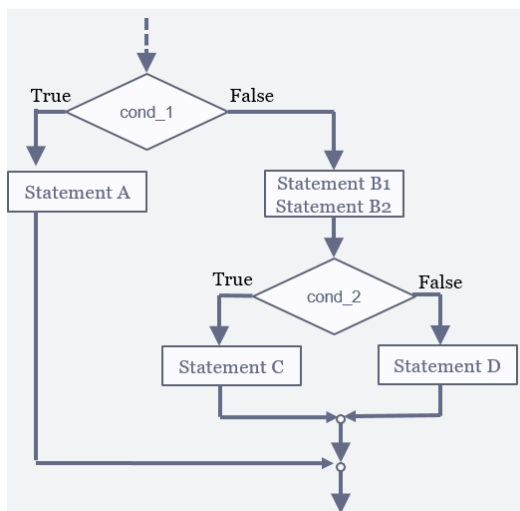 True
False
cond_1
Statement A
Statement B1
Statement B2
True
False
cond_2
Statement C
Statement D